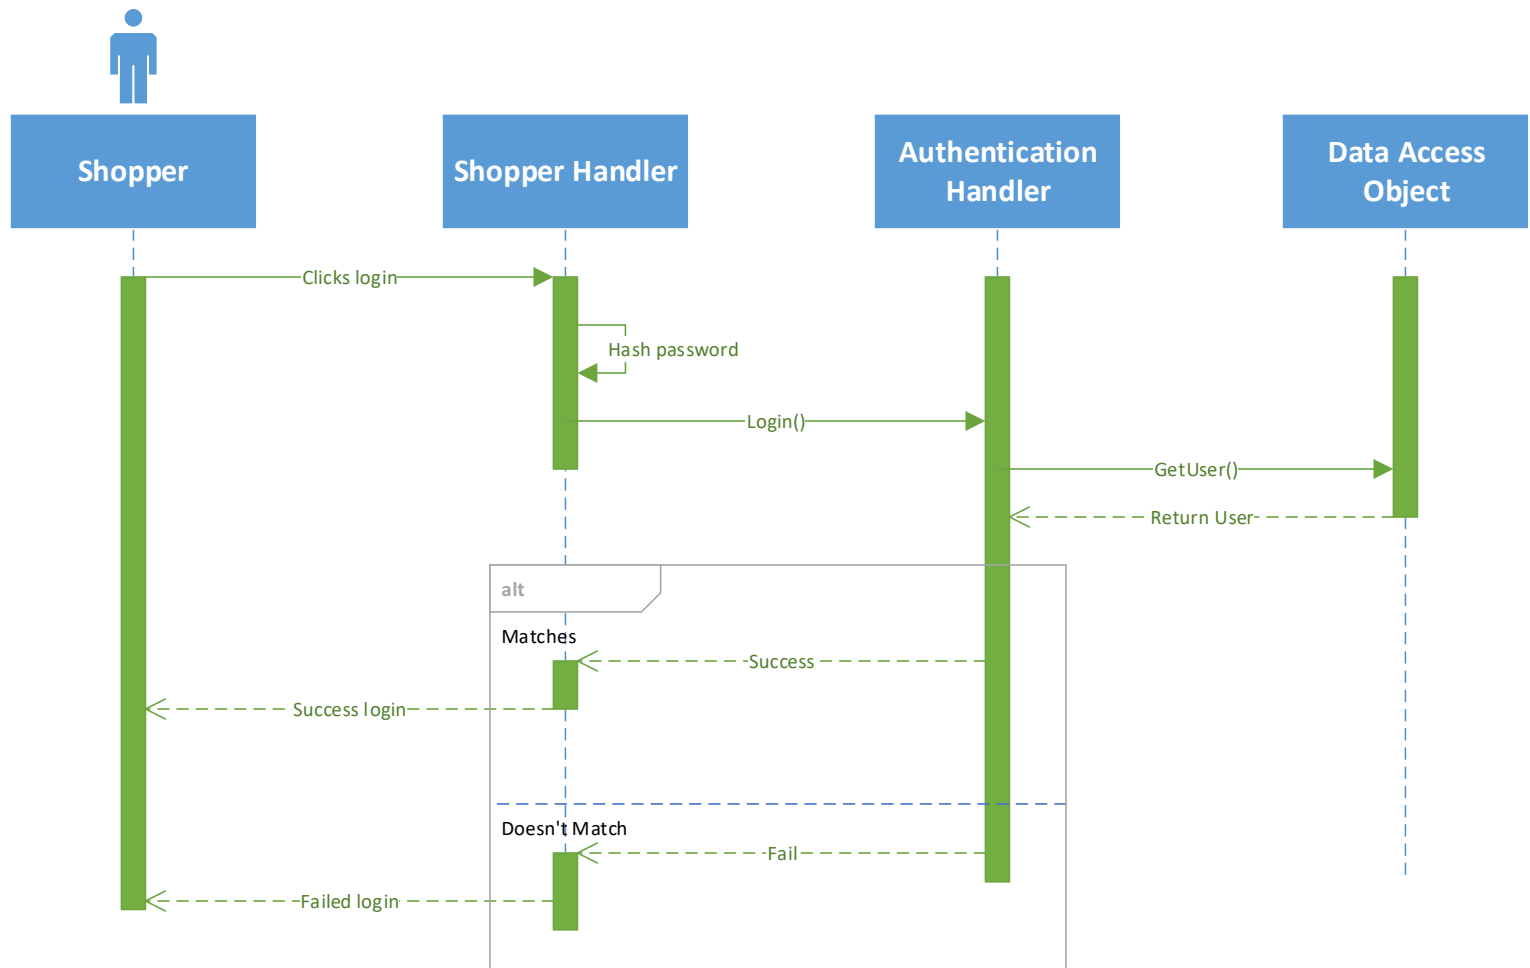 Shopper
Shopper Handler
Authentication
Handler
Data Access
Object
Clicks login
Hash password
Login()
GetUser()
Return User
alt
Matches
Success
Success login
Doesn't Match
Fail
Failed login